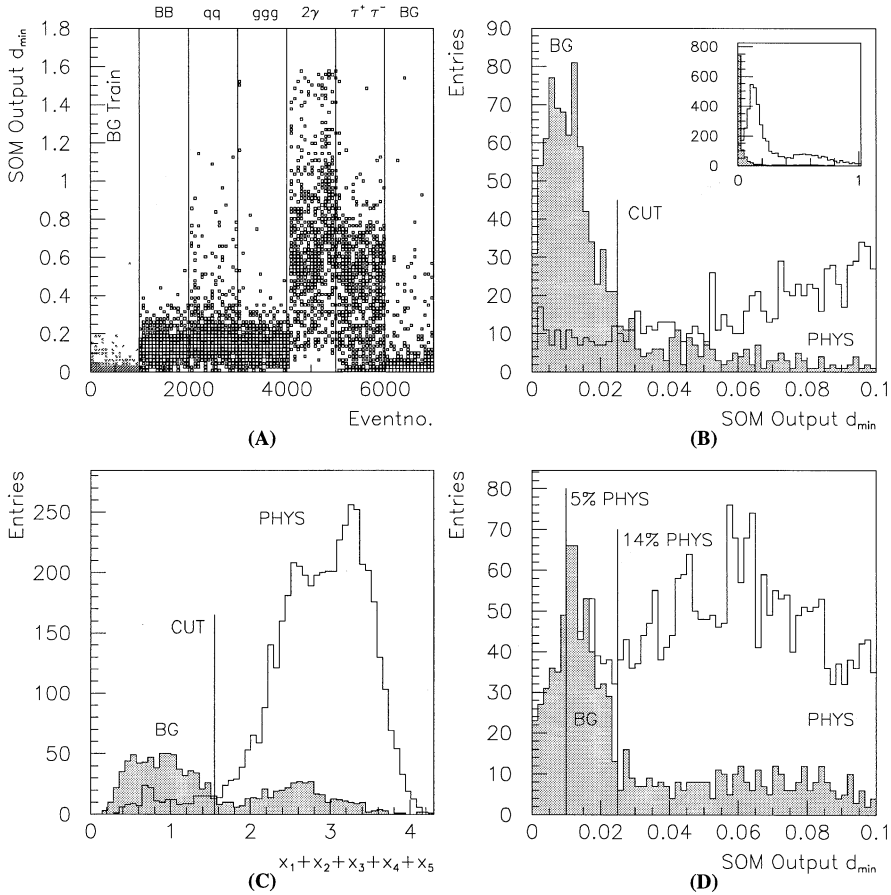 BB qq ggg 2γ τ⁺ τ⁻ BG
SOM Output d_min
1.8
1.6
1.4
1.2
1
0.8
0.6
0.4
0.2
0
BG Train
0 2000 4000 6000
Eventno.
(A)
Entries
90
80
70
60
50
40
30
20
10
0
BG
CUT
PHYS
800
600
400
200
0
0 1
0 0.02 0.04 0.06 0.08 0.1
SOM Output d_min
(B)
Entries
250
200
150
100
50
0
PHYS
CUT
BG
0 1 2 3 4
x₁+x₂+x₃+x₄+x₅
(C)
Entries
80
70
60
50
40
30
20
10
0
5% PHYS
14% PHYS
BG
PHYS
0 0.02 0.04 0.06 0.08 0.1
SOM Output d_min
(D)